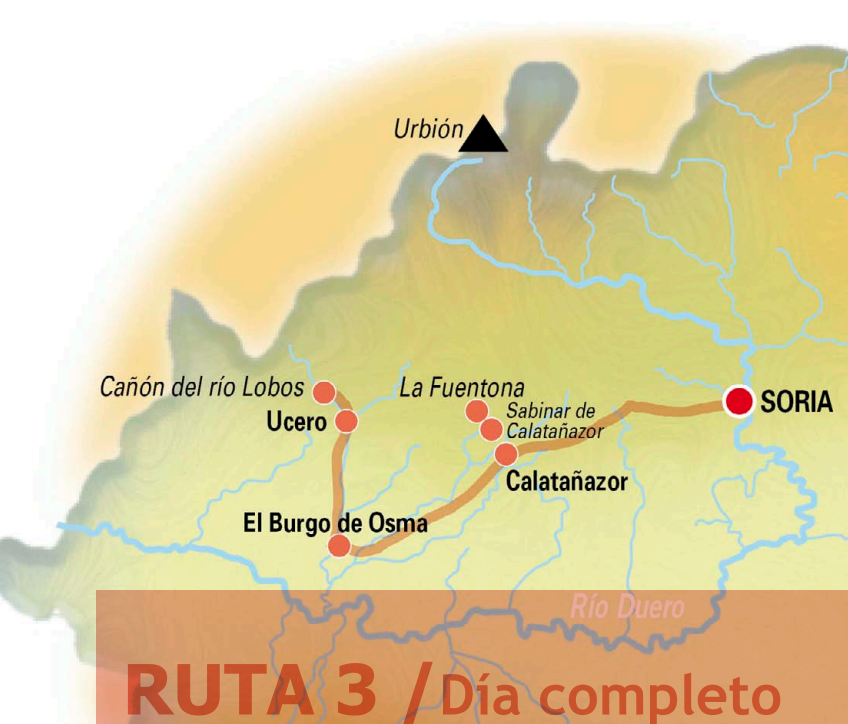 Urbión
Cañón del río Lobos
La Fuentona
Ucero
Sabinar de
Calatañazor
SORIA
Calatañazor
El Burgo de Osma
Río Duero
RUTA 3 / Día completo